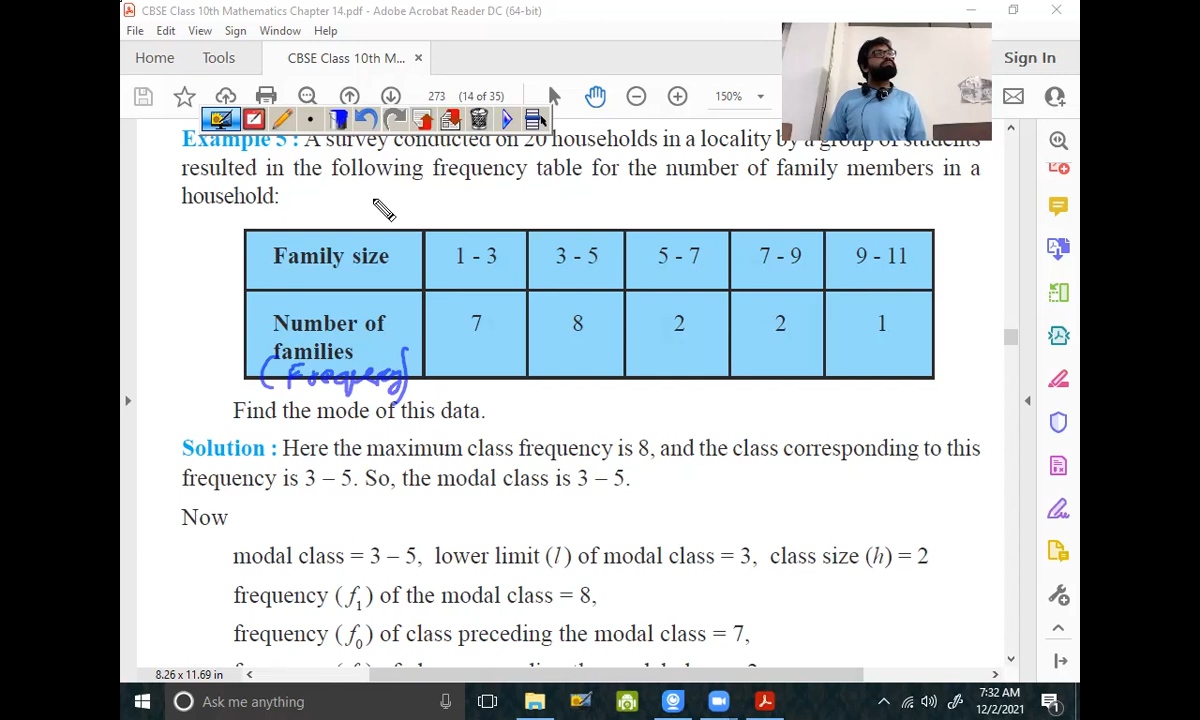 CBSE Class 10th Mathematics Chapter 14.pdf - Adobe Acrobat Reader DC (64-bit)
File Edit View Sign Window Help
Home Tools CBSE Class 10th M... × Sign In
273 (14 of 35) 150%
Example 5 : A survey conducted on 20 households in a locality by a group of students
resulted in the following frequency table for the number of family members in a
household:
Family size 1 - 3 3 - 5 5 - 7 7 - 9 9 - 11
Number of families 7 8 2 2 1
(Frequency)
Find the mode of this data.
Solution : Here the maximum class frequency is 8, and the class corresponding to this
frequency is 3 – 5. So, the modal class is 3 – 5.
Now
modal class = 3 – 5, lower limit (l) of modal class = 3, class size (h) = 2
frequency (f₁) of the modal class = 8,
frequency (f₀) of class preceding the modal class = 7,
8.26 x 11.69 in
Ask me anything
7:32 AM
12/2/2021
1